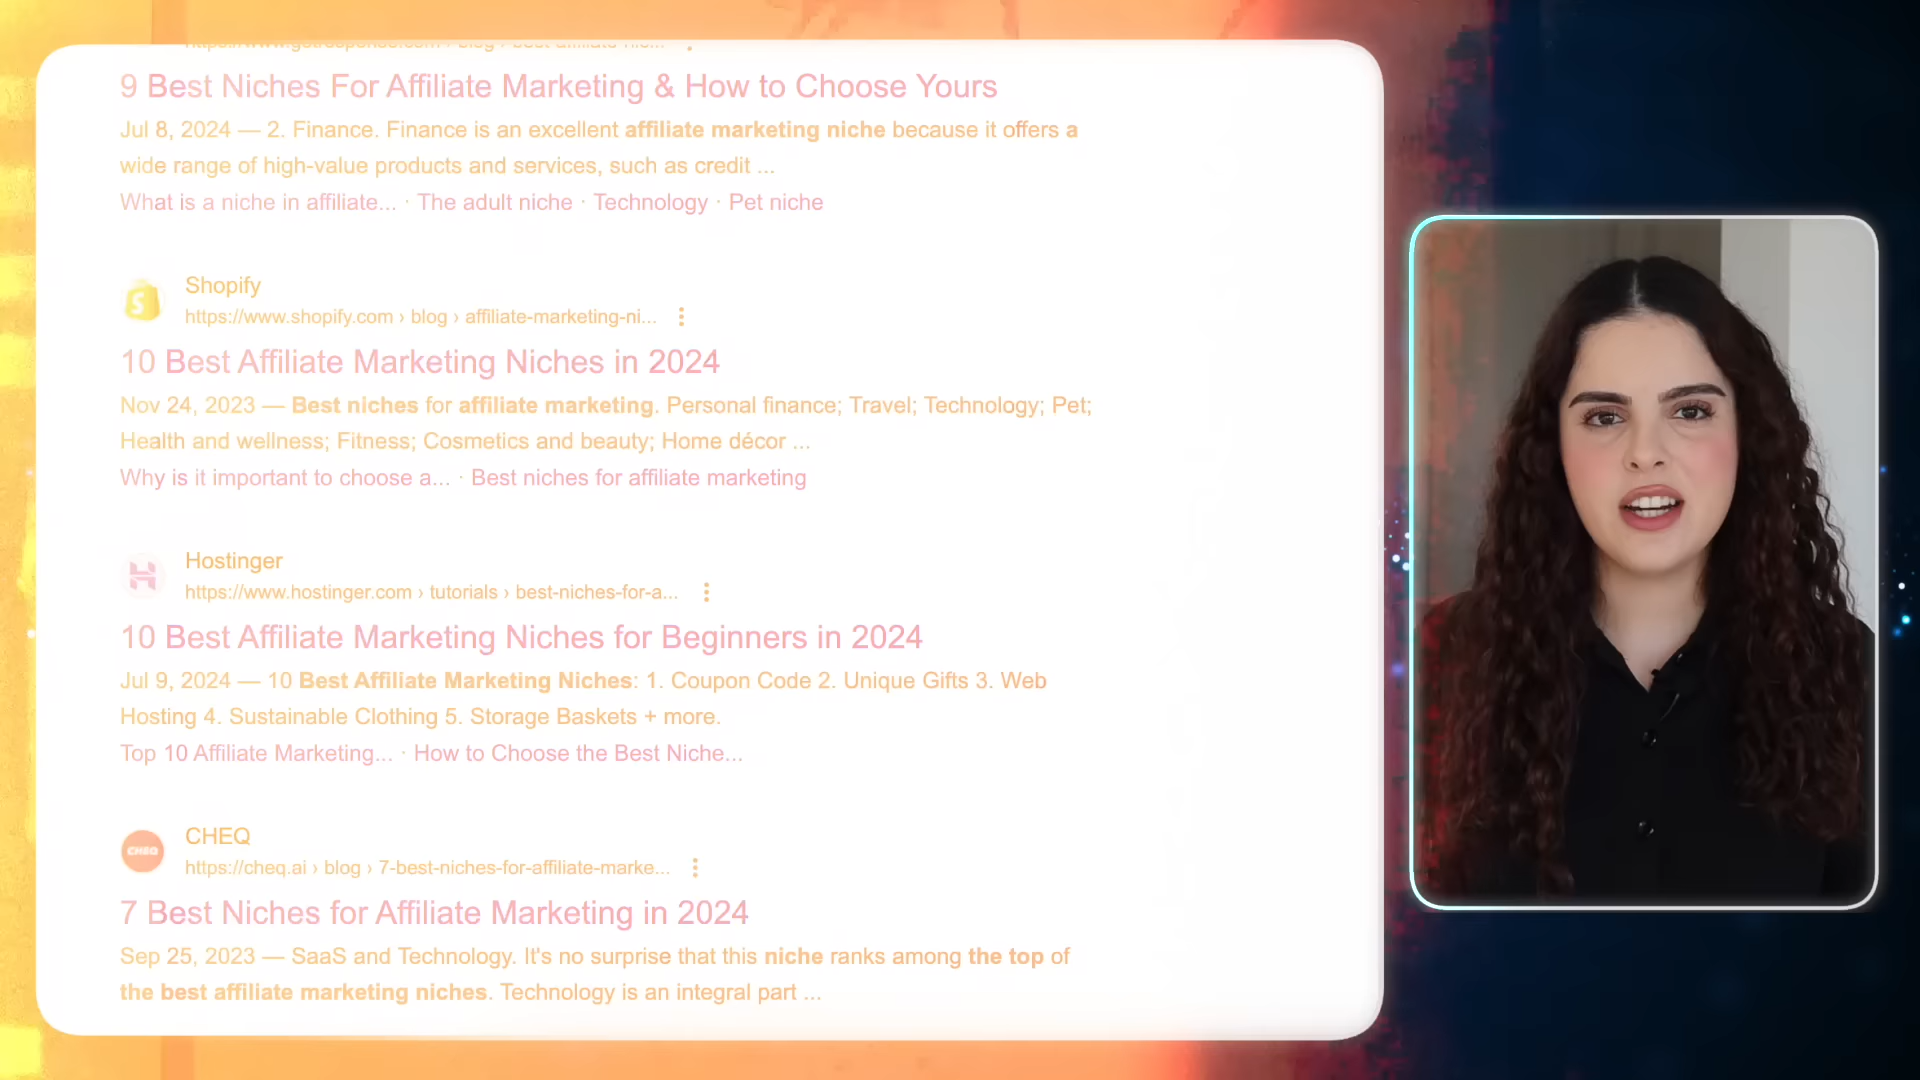 9 Best Niches For Affiliate Marketing & How to Choose Yours
Jul 8, 2024 — 2. Finance. Finance is an excellent affiliate marketing niche because it offers a
wide range of high-value products and services, such as credit ...
What is a niche in affiliate... · The adult niche · Technology · Pet niche
Shopify
https://www.shopify.com › blog › affiliate-marketing-ni...
10 Best Affiliate Marketing Niches in 2024
Nov 24, 2023 — Best niches for affiliate marketing. Personal finance; Travel; Technology; Pet;
Health and wellness; Fitness; Cosmetics and beauty; Home décor ...
Why is it important to choose a... · Best niches for affiliate marketing
Hostinger
https://www.hostinger.com › tutorials › best-niches-for-a...
10 Best Affiliate Marketing Niches for Beginners in 2024
Jul 9, 2024 — 10 Best Affiliate Marketing Niches: 1. Coupon Code 2. Unique Gifts 3. Web
Hosting 4. Sustainable Clothing 5. Storage Baskets + more.
Top 10 Affiliate Marketing... · How to Choose the Best Niche...
CHEQ
CHEQ
https://cheq.ai › blog › 7-best-niches-for-affiliate-marke...
7 Best Niches for Affiliate Marketing in 2024
Sep 25, 2023 — SaaS and Technology. It's no surprise that this niche ranks among the top of
the best affiliate marketing niches. Technology is an integral part ...